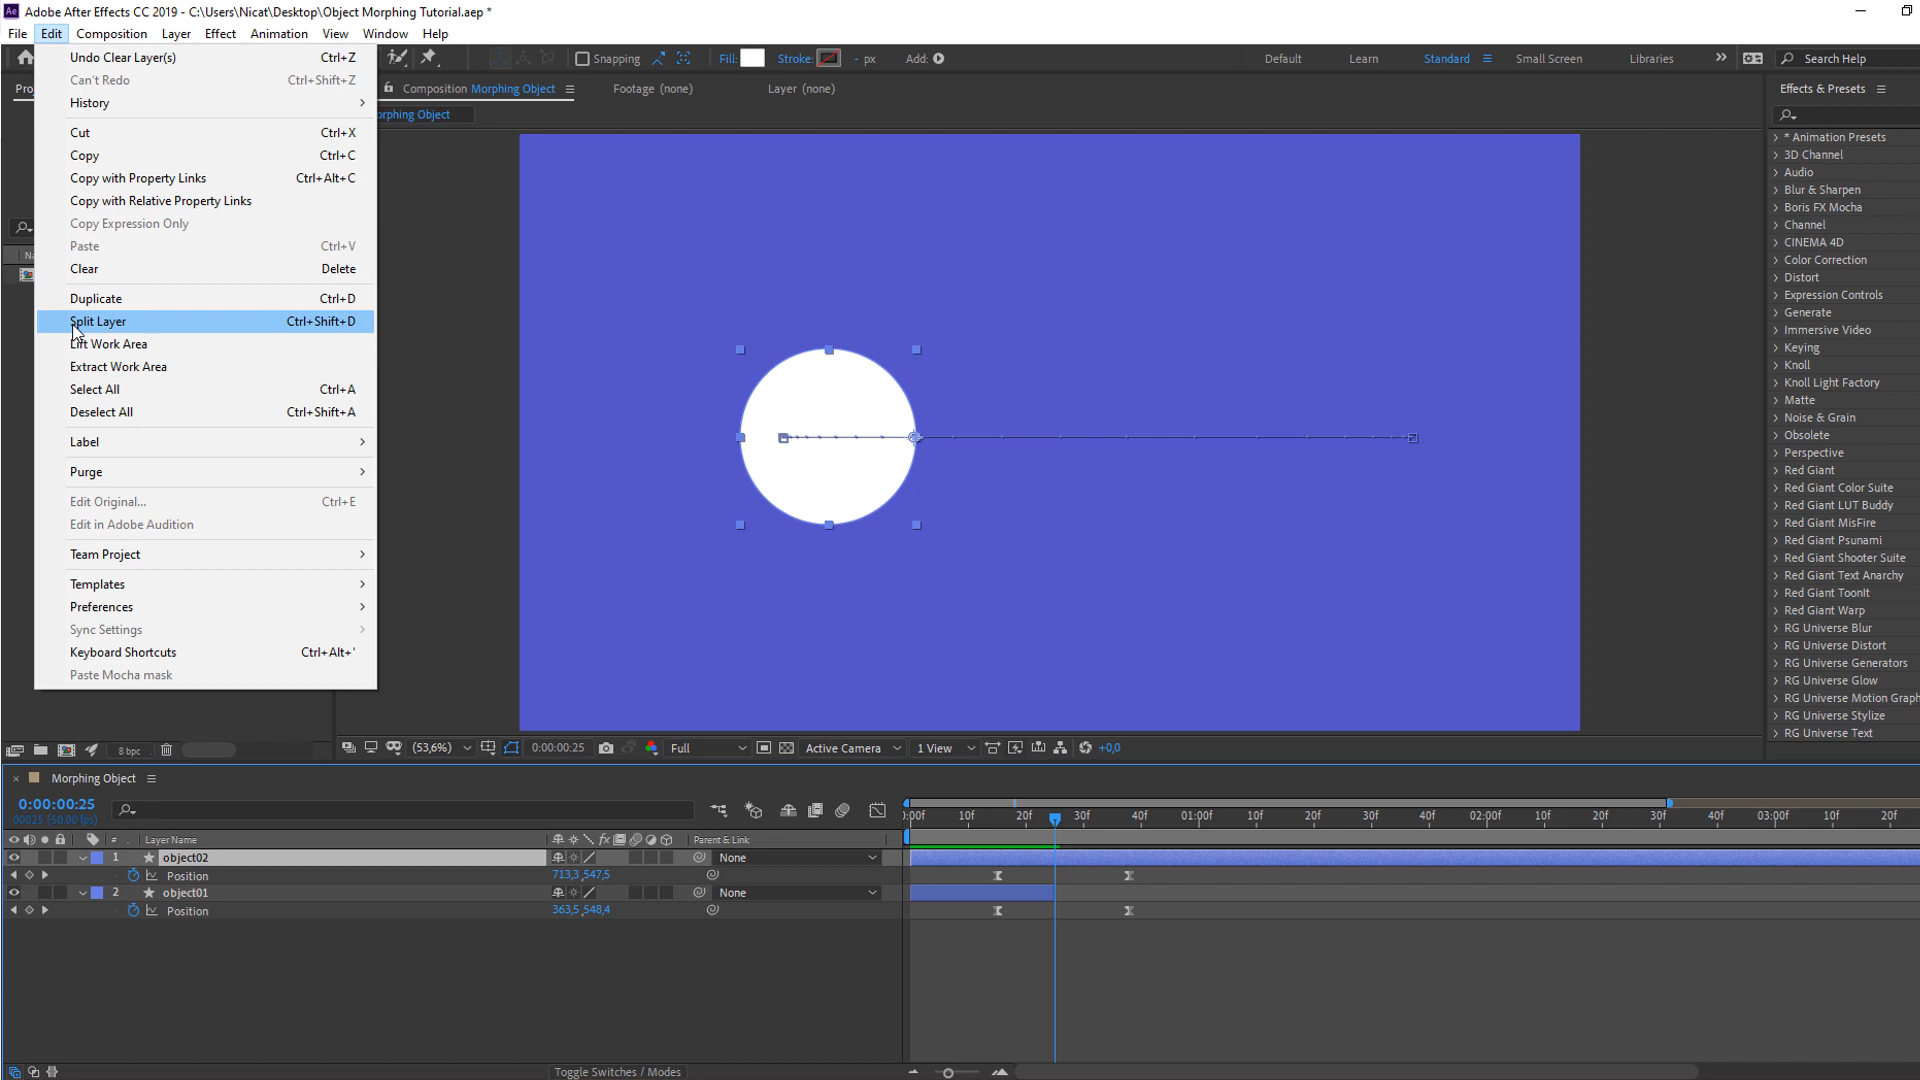 Adobe After Effects CC 2019 - C:\Users\Nicat\Desktop\Object Morphing Tutorial.aep *
File Edit Composition Layer Effect Animation View Window Help
Snapping Fill: Stroke: - px Add: Default Learn Standard Small Screen Libraries Search Help
Composition Morphing Object Footage (none) Layer (none) Effects & Presets
Undo Clear Layer(s) Ctrl+Z
Can't Redo Ctrl+Shift+Z
History
Cut Ctrl+X
Copy Ctrl+C
Copy with Property Links Ctrl+Alt+C
Copy with Relative Property Links
Copy Expression Only
Paste Ctrl+V
Clear Delete
Duplicate Ctrl+D
Split Layer Ctrl+Shift+D
Lift Work Area
Extract Work Area
Select All Ctrl+A
Deselect All Ctrl+Shift+A
Label
Purge
Edit Original... Ctrl+E
Edit in Adobe Audition
Team Project
Templates
Preferences
Sync Settings
Keyboard Shortcuts Ctrl+Alt+'
Paste Mocha mask
orphing Object
* Animation Presets
3D Channel
Audio
Blur & Sharpen
Boris FX Mocha
Channel
CINEMA 4D
Color Correction
Distort
Expression Controls
Generate
Immersive Video
Keying
Knoll
Knoll Light Factory
Matte
Noise & Grain
Obsolete
Perspective
Red Giant
Red Giant Color Suite
Red Giant LUT Buddy
Red Giant MisFire
Red Giant Psunami
Red Giant Shooter Suite
Red Giant Text Anarchy
Red Giant ToonIt
Red Giant Warp
RG Universe Blur
RG Universe Distort
RG Universe Generators
RG Universe Glow
RG Universe Motion Graph
RG Universe Stylize
RG Universe Text
8 bpc (53,6%) 0:00:00:25 Full Active Camera 1 View +0,0
Morphing Object
0:00:00:25
00025 (50.00 fps)
:00f 10f 20f 30f 40f 01:00f 10f 20f 30f 40f 02:00f 10f 20f 30f 40f 03:00f 10f 20f
# Layer Name Parent & Link
1 object02 None
Position 713,3,547,5
2 object01 None
Position 363,5,548,4
Toggle Switches / Modes